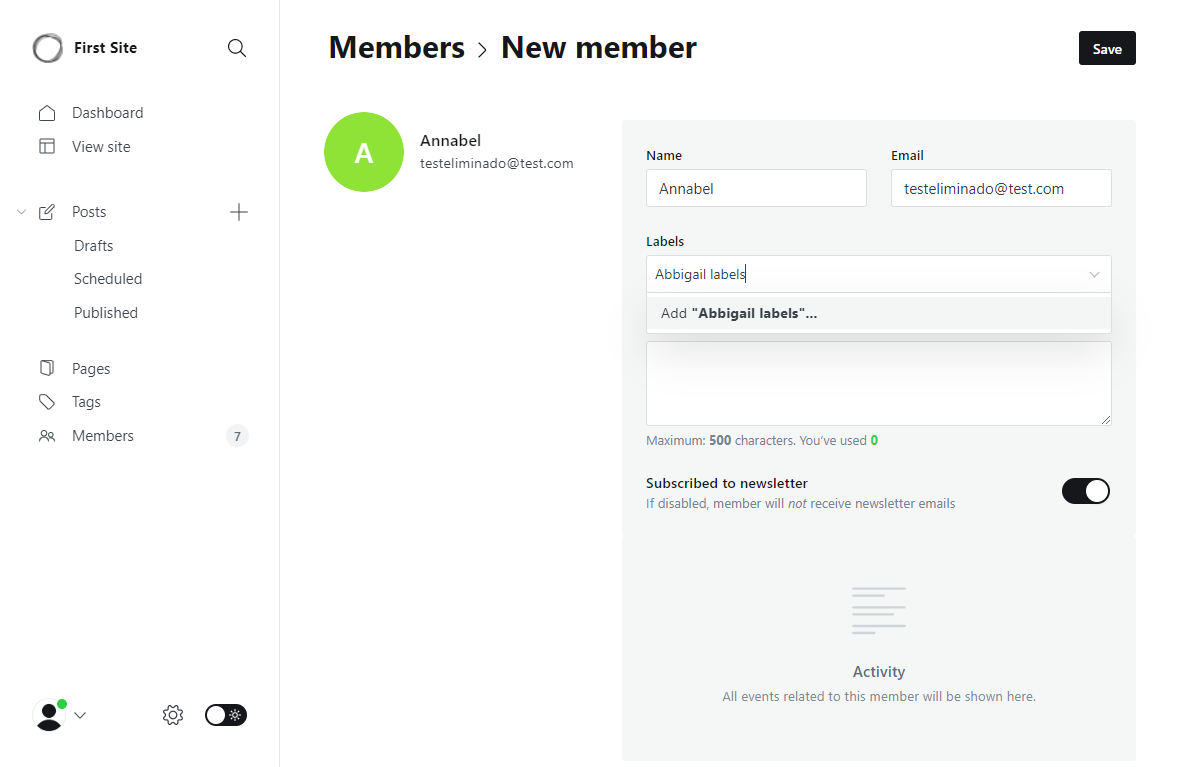 First Site
Dashboard
View site
Posts
Drafts
Scheduled
Published
Pages
Tags
Members
7
Members > New member
Save
A
Annabel
testeliminado@test.com
Name
Email
Annabel
testeliminado@test.com
Labels
Abbigail labels
Add "Abbigail labels"...
Maximum: 500 characters. You’ve used 0
Subscribed to newsletter
If disabled, member will not receive newsletter emails
Activity
All events related to this member will be shown here.